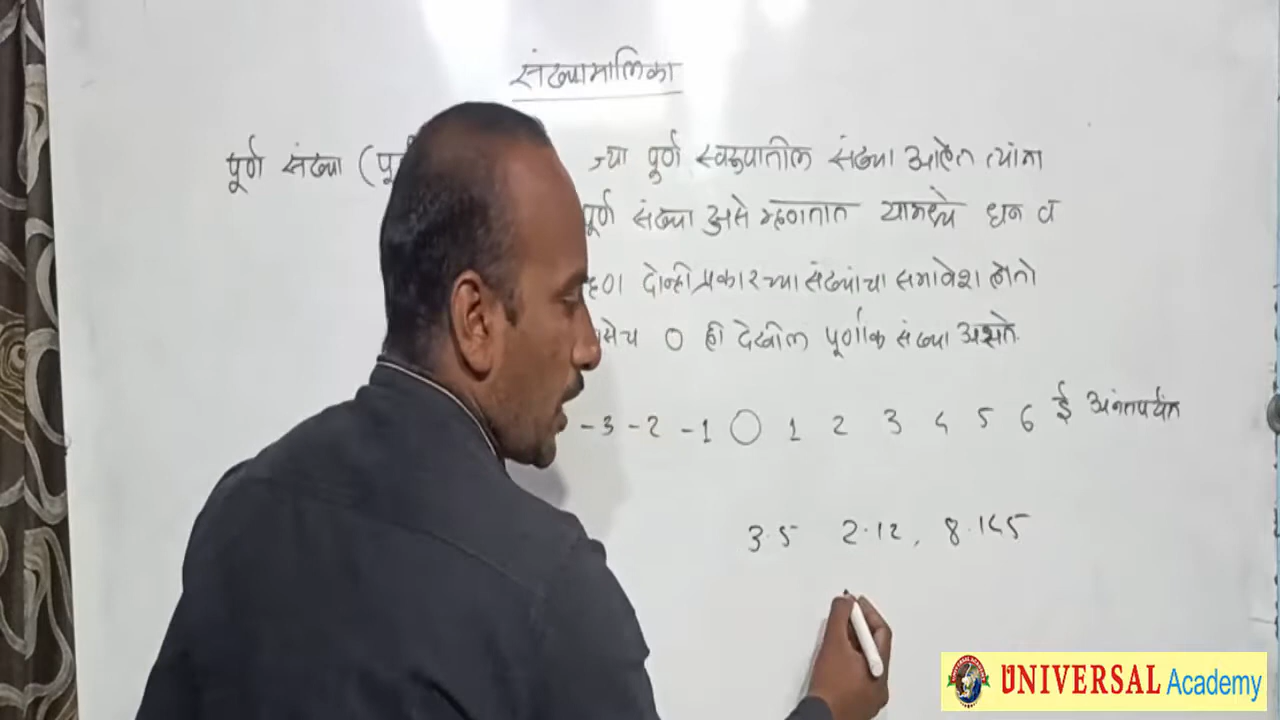 संख्यामालिका
पूर्ण संख्या ( ज्या पूर्ण स्वरुपातील संख्या आहेत त्यांना
पूर्ण संख्या असे म्हणतात यामध्ये धन व
दोन्ही प्रकारच्या संख्यांचा समावेश होतो
0 ही देखील पूर्णांक संख्या असते.
-3 -2 -1 0 1 2 3 4 5 6 ई अनंतपर्यंत
3.5 2.12, 8.145
UNIVERSAL Academy